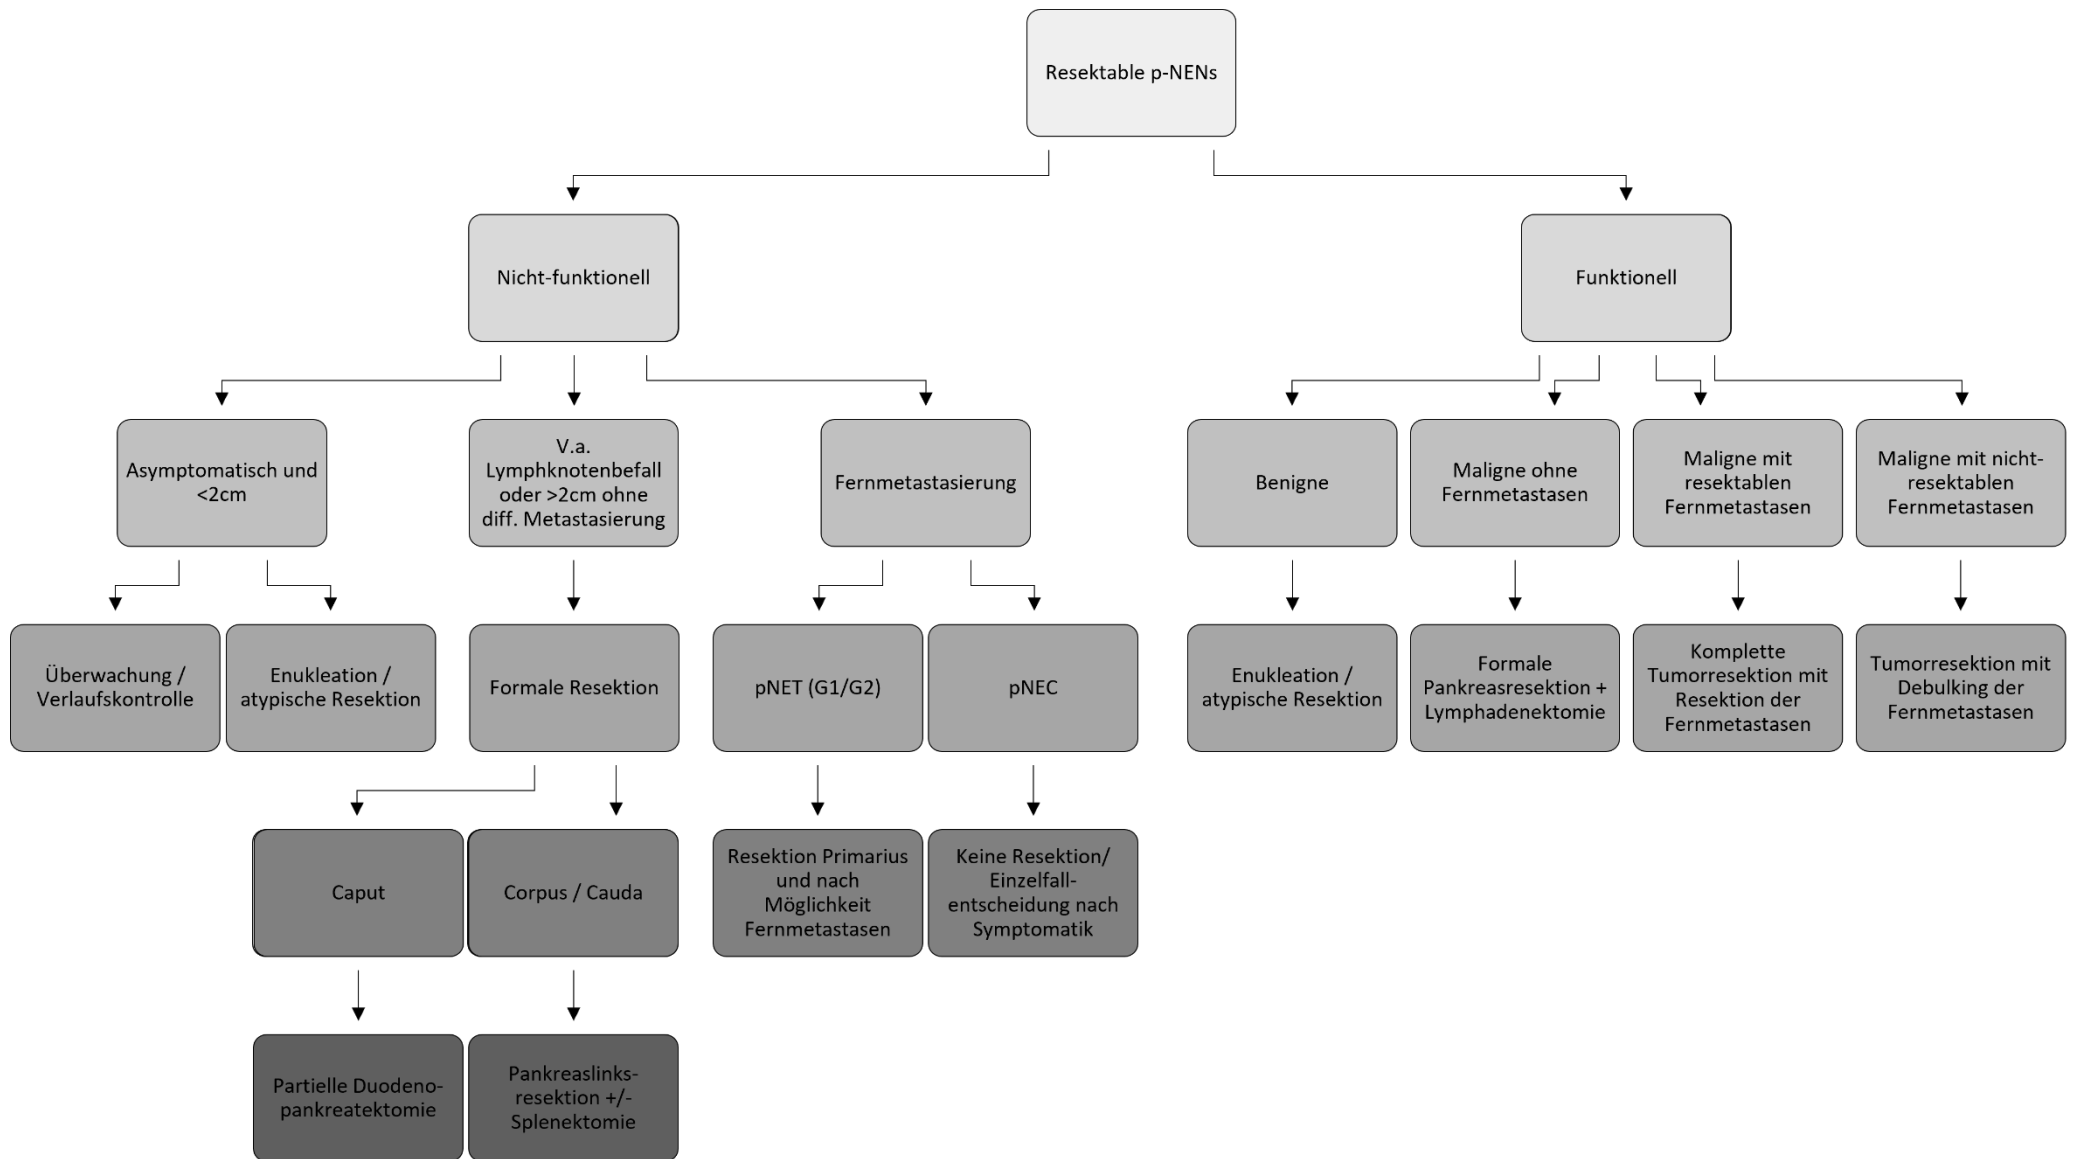 Resektable p-NENs
Nicht-funktionell
Funktionell
Asymptomatisch und
<2cm
V.a.
Lymphknotenbefall
oder >2cm ohne
diff. Metastasierung
Fernmetastasierung
Benigne
Maligne ohne
Fernmetastasen
Maligne mit
resektablen
Fernmetastasen
Maligne mit nicht-
resektablen
Fernmetastasen
Überwachung /
Verlaufskontrolle
Enukleation /
atypische Resektion
Formale Resektion
pNET (G1/G2)
pNEC
Enukleation /
atypische Resektion
Formale
Pankreasresektion +
Lymphadenektomie
Komplette
Tumorresektion mit
Resektion der
Fernmetastasen
Tumorresektion mit
Debulking der
Fernmetastasen
Caput
Corpus / Cauda
Resektion Primarius
und nach
Möglichkeit
Fernmetastasen
Keine Resektion/
Einzelfall-
entscheidung nach
Symptomatik
Partielle Duodeno-
pankreatektomie
Pankreaslinks-
resektion +/-
Splenektomie